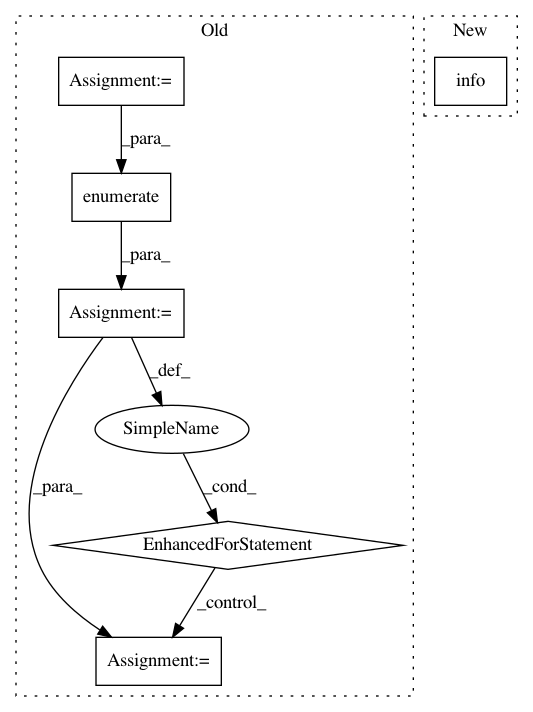 Old
New
Assignment:=
info
_para_
enumerate
_para_
Assignment:=
_def_
SimpleName
_para_
_cond_
EnhancedForStatement
_control_
Assignment:=